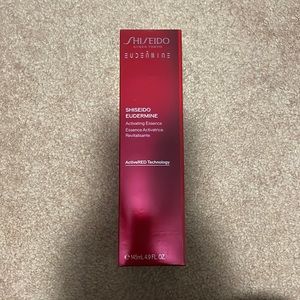 SHISEIDO
GINZA TOKYO
EUDERMINE
SHISEIDO
EUDERMINE
Activating Essence
Essence Activatrice
Revitalisante
ActiveRED Technology
℮145mL 4.9 FL. OZ.